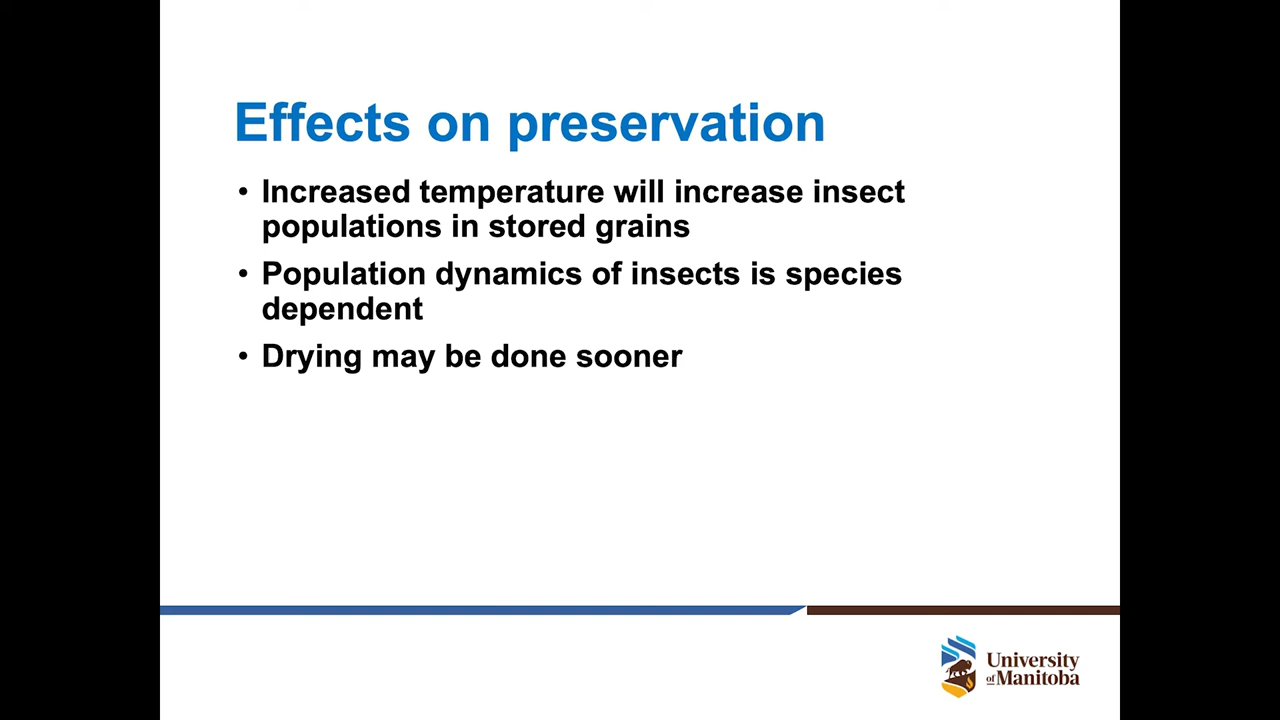 Effects on preservation
• Increased temperature will increase insect
populations in stored grains
• Population dynamics of insects is species
dependent
• Drying may be done sooner
University
of Manitoba